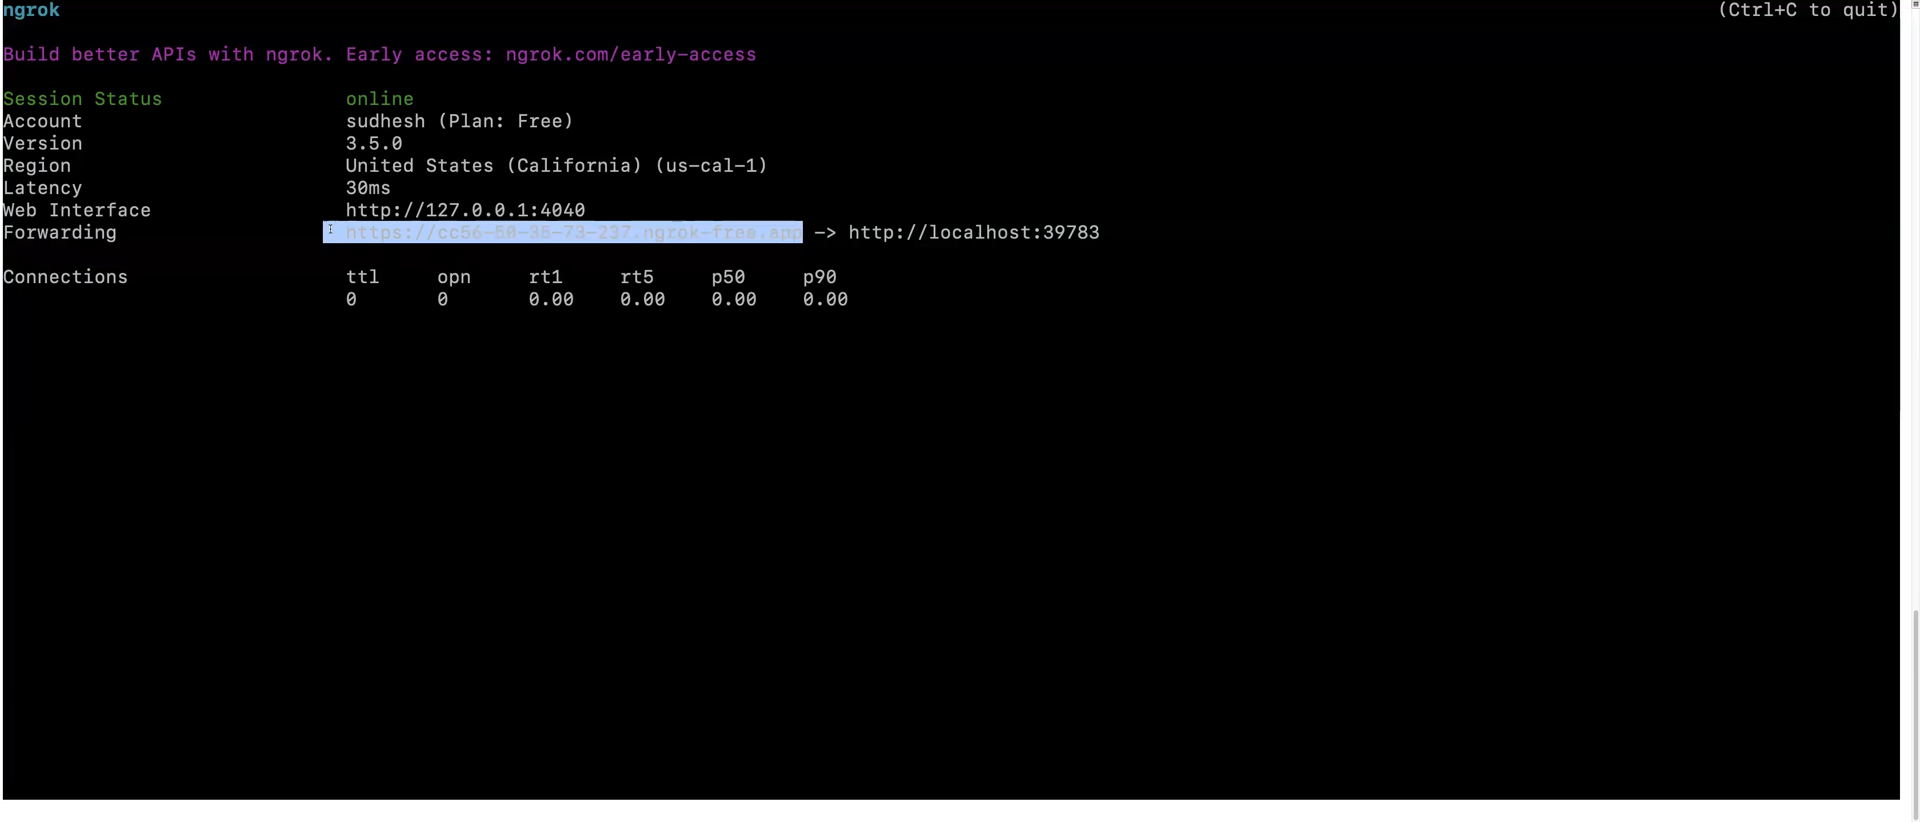 ngrok (Ctrl+C to quit)
Build better APIs with ngrok. Early access: ngrok.com/early-access
Session Status online
Account sudhesh (Plan: Free)
Version 3.5.0
Region United States (California) (us-cal-1)
Latency 30ms
Web Interface http://127.0.0.1:4040
Forwarding https://cc56-50-35-73-237.ngrok-free.app -> http://localhost:39783
Connections ttl opn rt1 rt5 p50 p90
0 0 0.00 0.00 0.00 0.00